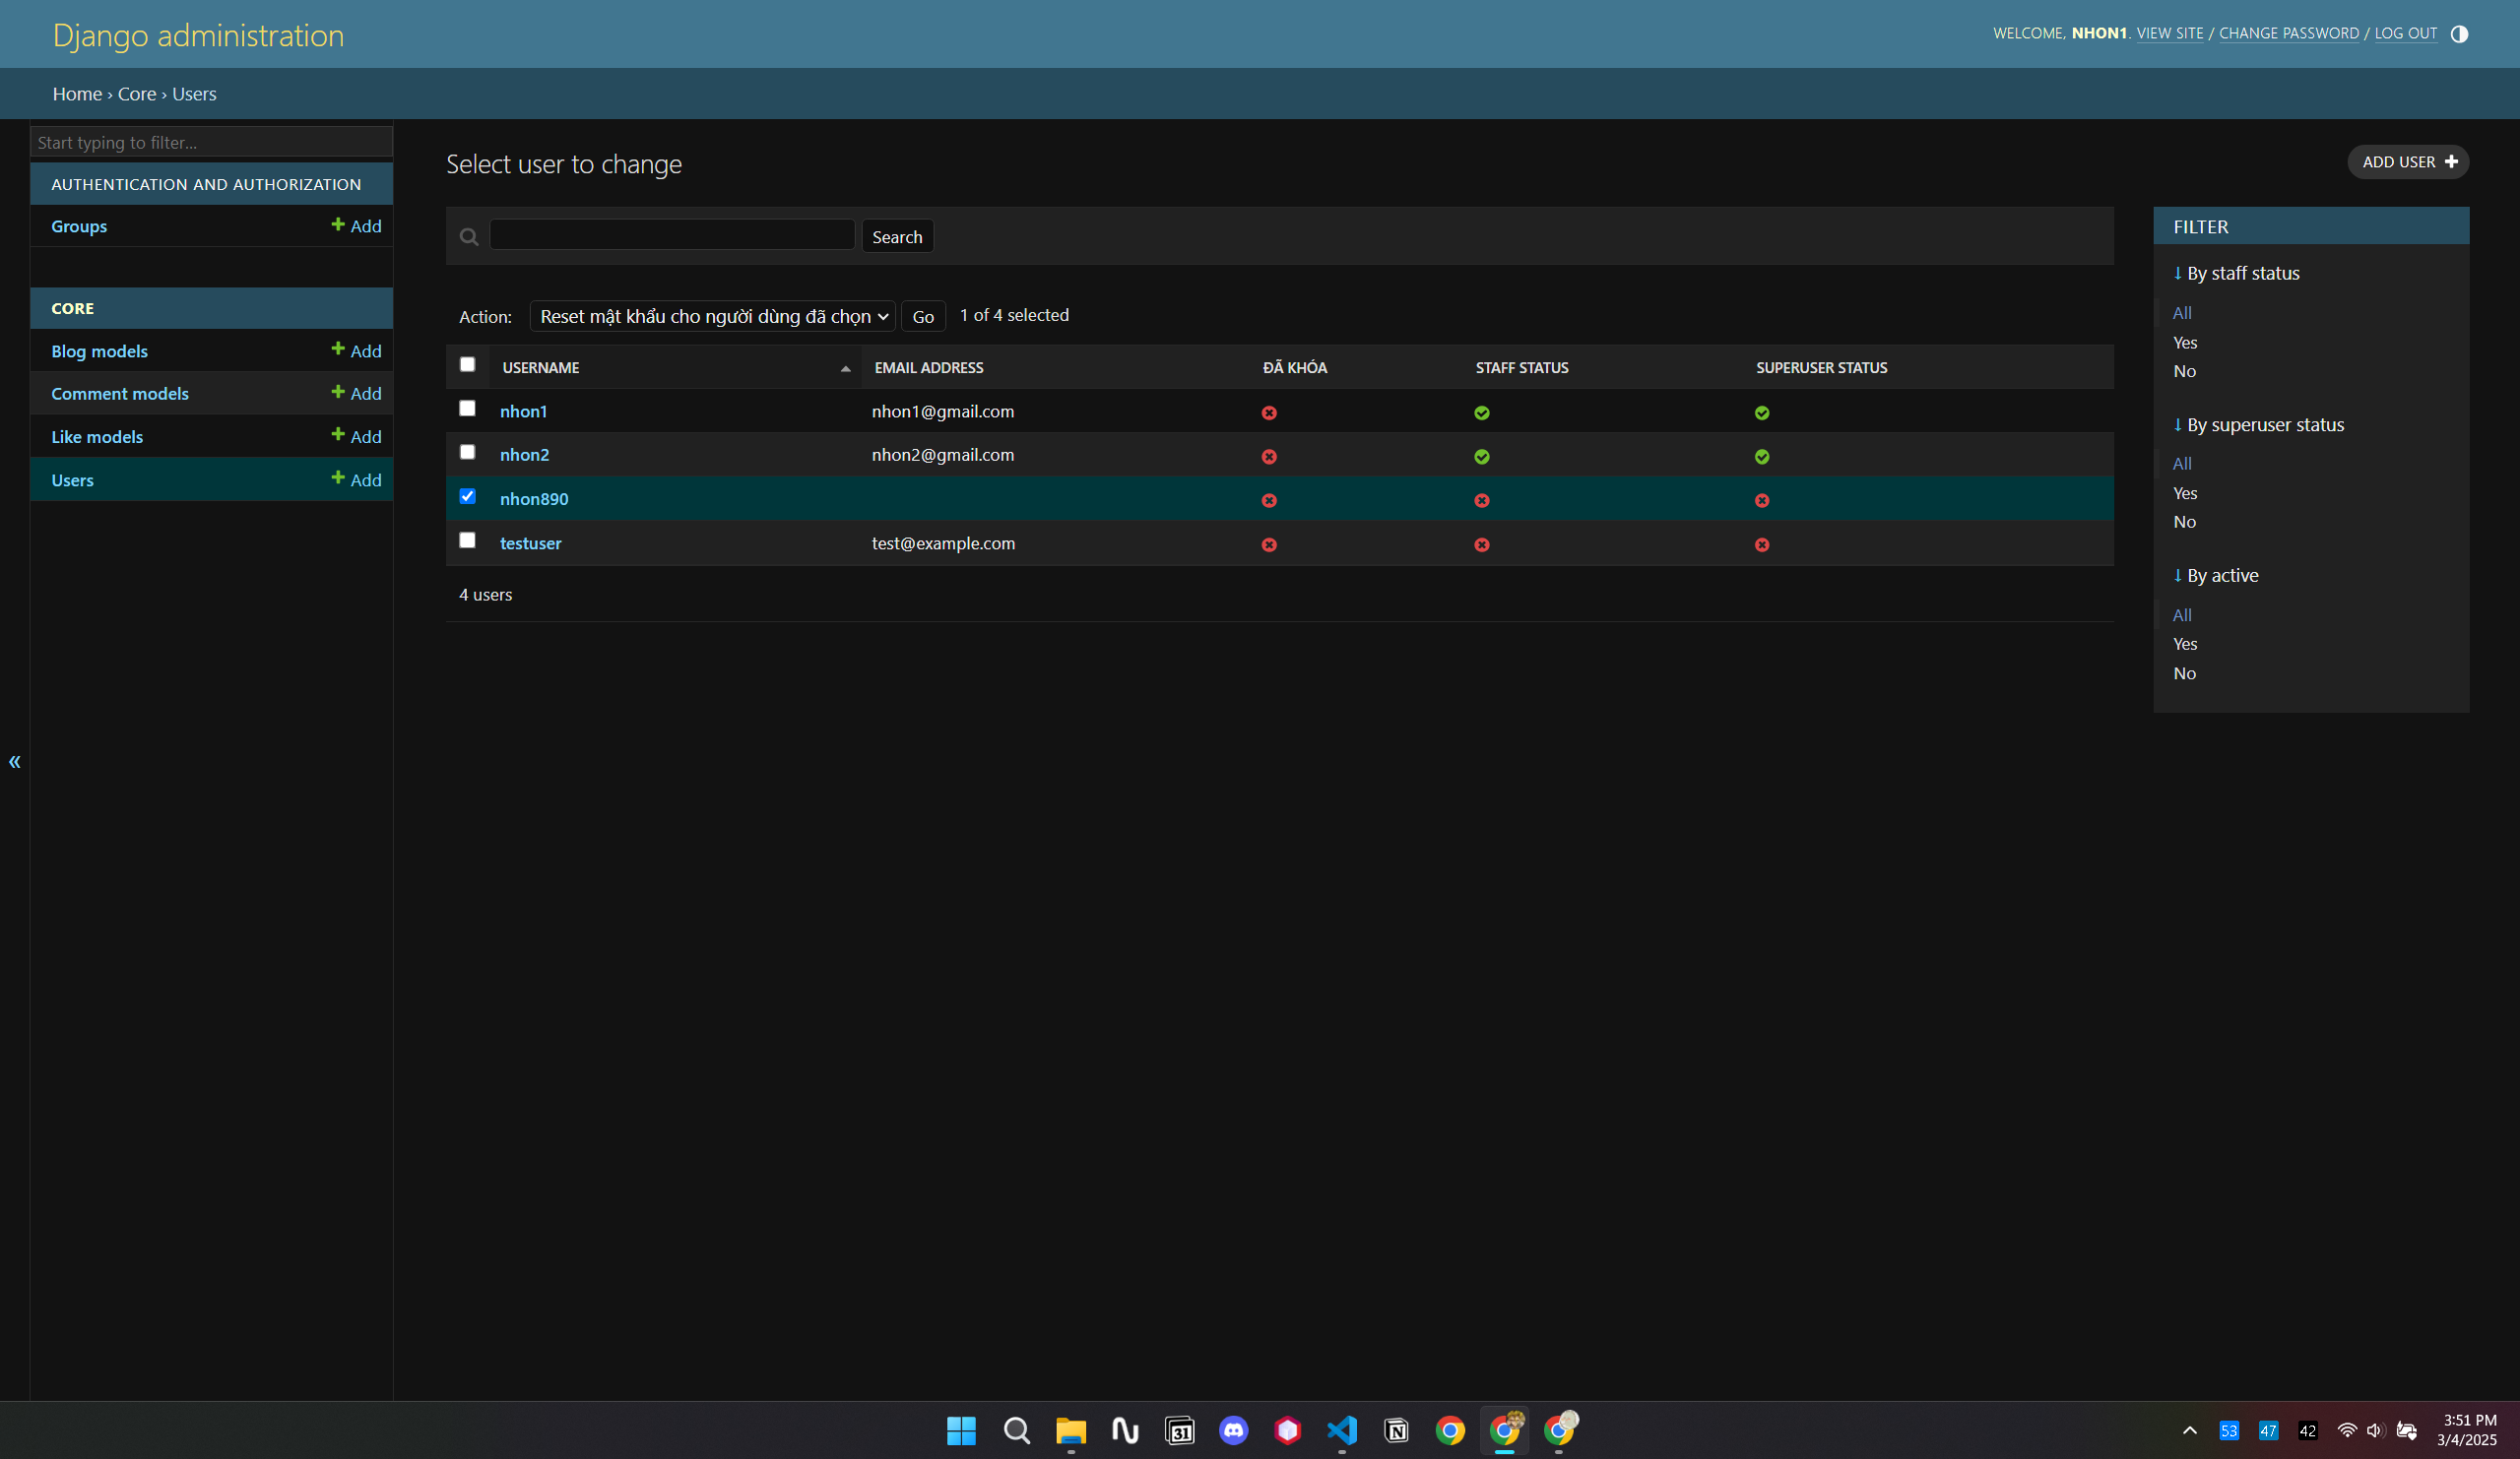 Django administration
WELCOME, NHON1. VIEW SITE / CHANGE PASSWORD / LOG OUT
Home › Core › Users
Start typing to filter...
AUTHENTICATION AND AUTHORIZATION
Groups + Add
CORE
Blog models + Add
Comment models + Add
Like models + Add
Users + Add
«
Select user to change
ADD USER +
Search
Action: Reset mật khẩu cho người dùng đã chọn Go 1 of 4 selected
USERNAME EMAIL ADDRESS ĐÃ KHÓA STAFF STATUS SUPERUSER STATUS
nhon1 nhon1@gmail.com
nhon2 nhon2@gmail.com
nhon890
testuser test@example.com
4 users
FILTER
↓ By staff status
All
Yes
No
↓ By superuser status
All
Yes
No
↓ By active
All
Yes
No
31
N
53 47 42
3:51 PM
3/4/2025